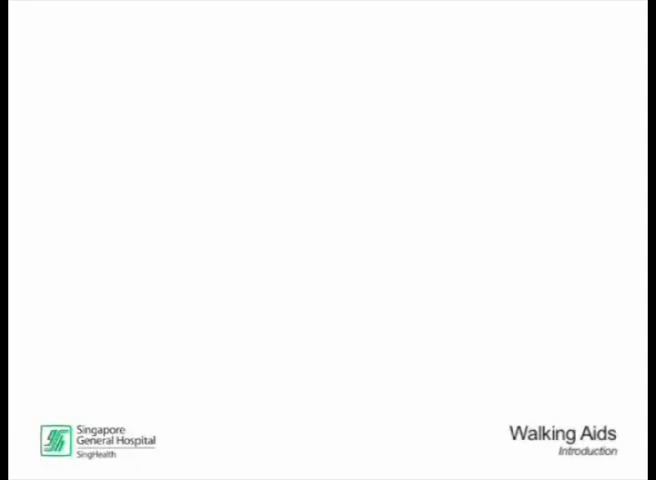 Singapore
General Hospital
SingHealth
Walking Aids
Introduction